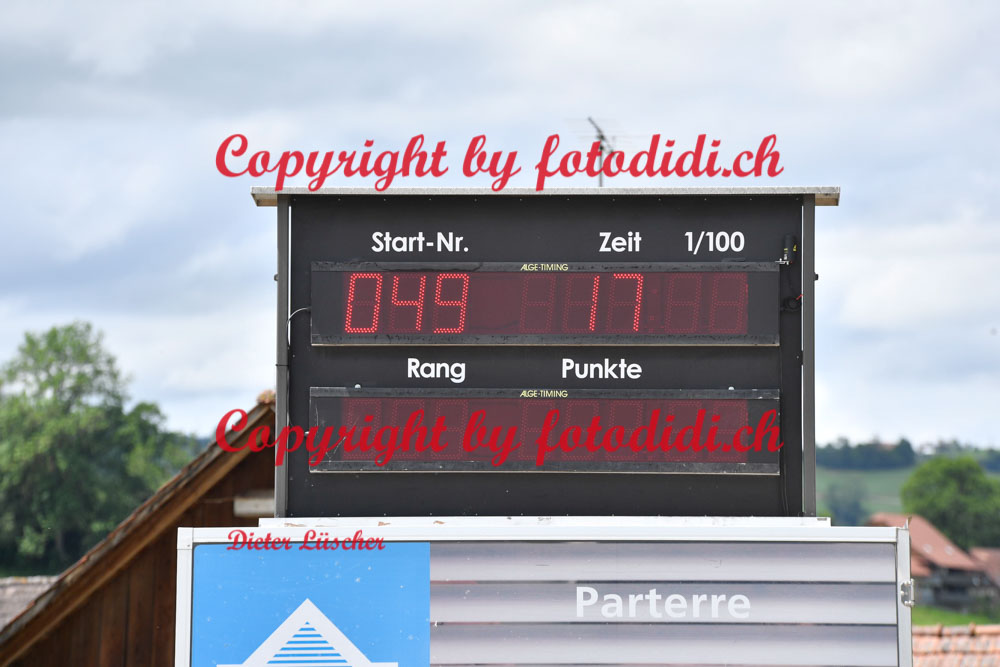 Copyright by fotodidi.ch
Start-Nr. Zeit 1/100
ALGE-TIMING
049 17
Rang Punkte
ALGE-TIMING
Copyright by fotodidi.ch
Dieter Lüscher
Parterre